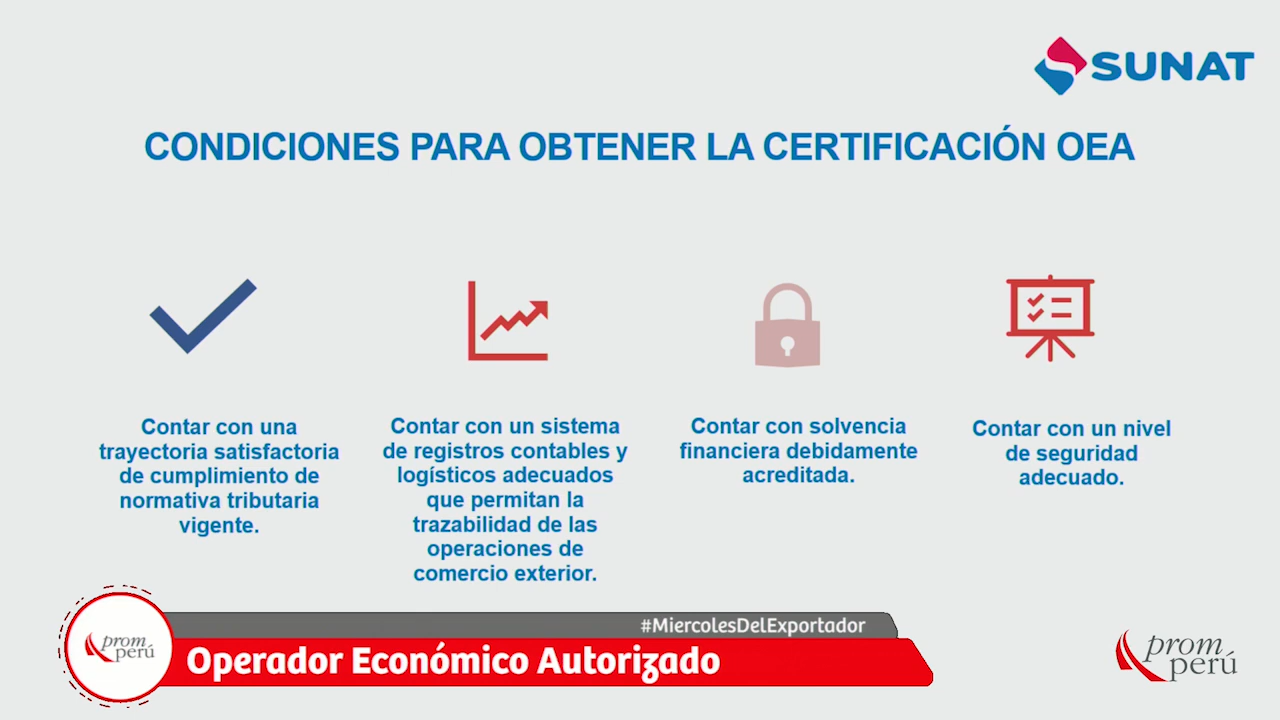 SUNAT
CONDICIONES PARA OBTENER LA CERTIFICACIÓN OEA
Contar con una
trayectoria satisfactoria
de cumplimiento de
normativa tributaria
vigente.
Contar con un sistema
de registros contables y
logísticos adecuados
que permitan la
trazabilidad de las
operaciones de
comercio exterior.
Contar con solvencia
financiera debidamente
acreditada.
Contar con un nivel
de seguridad
adecuado.
#MiercolesDelExportador
prom
perú
Operador Económico Autorizado
prom
perú